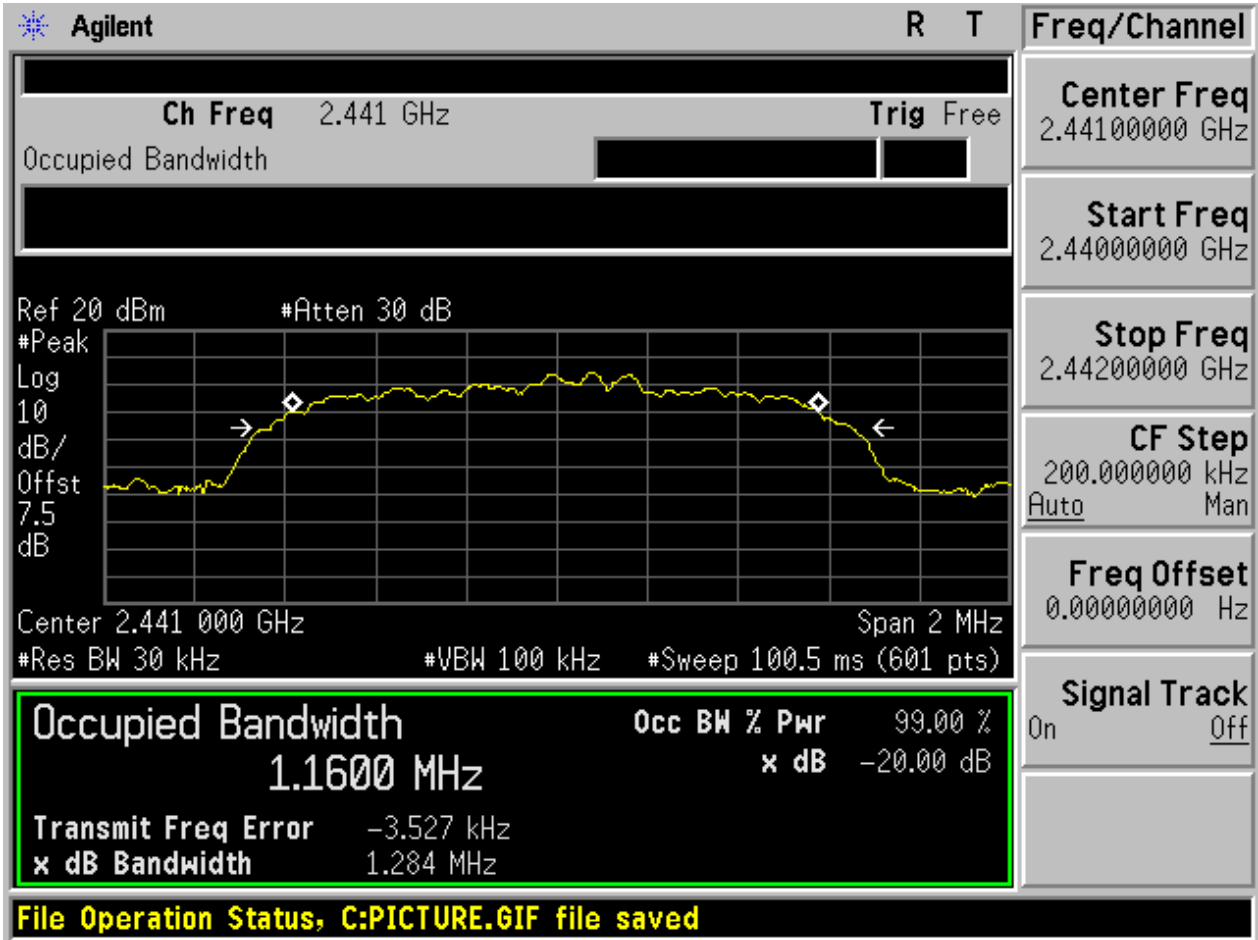 Agilent R T Freq/Channel
Ch Freq 2.441 GHz Trig Free
Occupied Bandwidth
Center Freq
2.44100000 GHz
Start Freq
2.44000000 GHz
Stop Freq
2.44200000 GHz
CF Step
200.000000 kHz
Auto Man
Freq Offset
0.00000000 Hz
Signal Track
On Off
Ref 20 dBm #Atten 30 dB
#Peak
Log
10
dB/
Offst
7.5
dB
Center 2.441 000 GHz Span 2 MHz
#Res BW 30 kHz #VBW 100 kHz #Sweep 100.5 ms (601 pts)
Occupied Bandwidth
1.1600 MHz
Occ BW % Pwr 99.00 %
x dB -20.00 dB
Transmit Freq Error -3.527 kHz
x dB Bandwidth 1.284 MHz
File Operation Status, C:PICTURE.GIF file saved